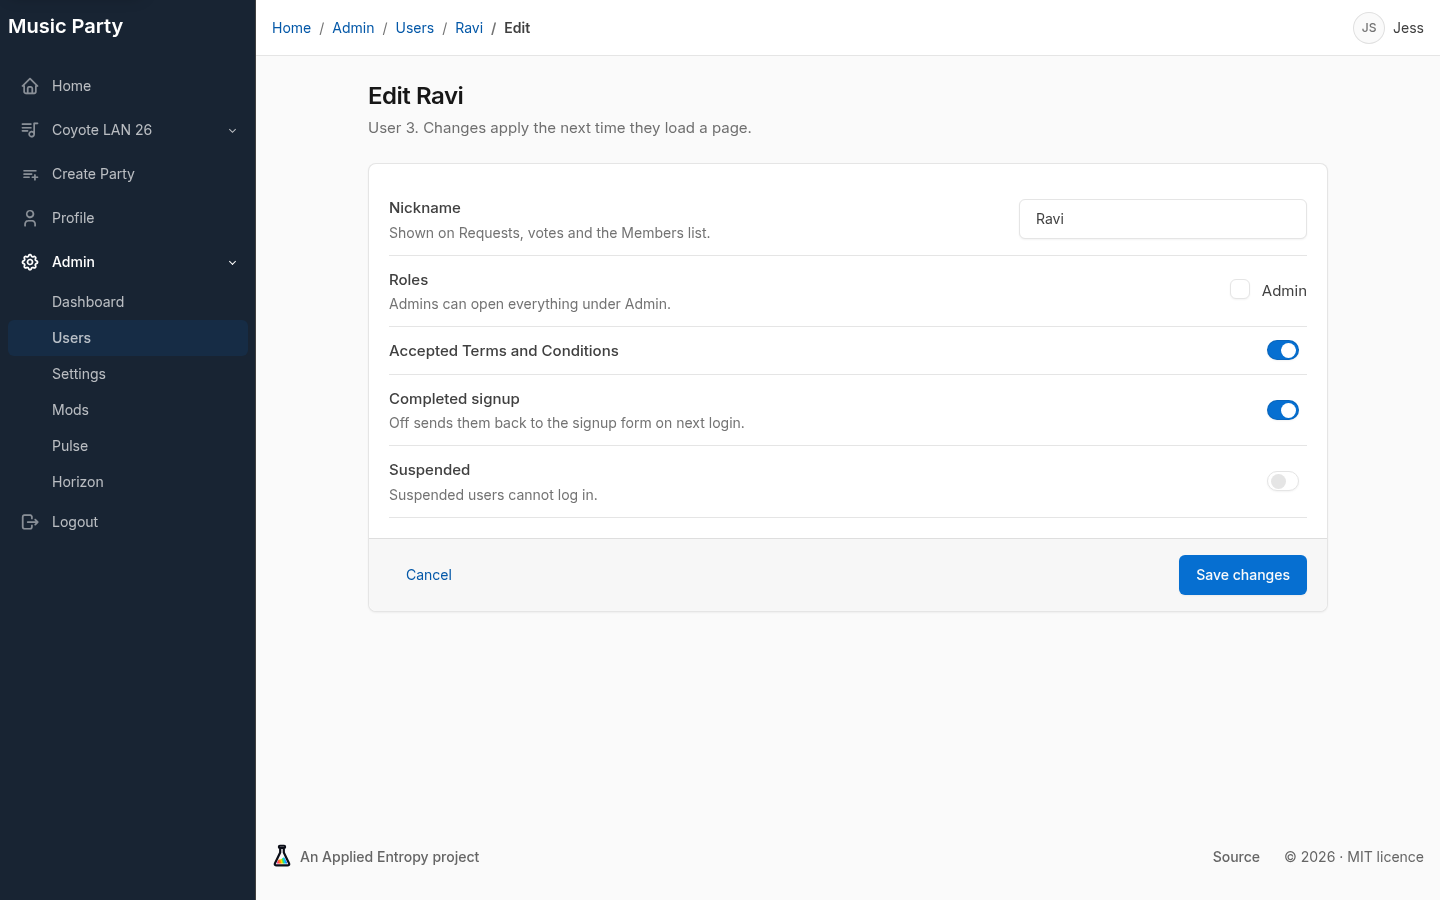 Music Party
Home
Coyote LAN 26
Create Party
Profile
Admin
Dashboard
Users
Settings
Mods
Pulse
Horizon
Logout
Home / Admin / Users / Ravi / Edit
JS Jess
Edit Ravi
User 3. Changes apply the next time they load a page.
Nickname
Shown on Requests, votes and the Members list.
Ravi
Roles
Admins can open everything under Admin.
Admin
Accepted Terms and Conditions
Completed signup
Off sends them back to the signup form on next login.
Suspended
Suspended users cannot log in.
Cancel
Save changes
An Applied Entropy project
Source
© 2026 · MIT licence